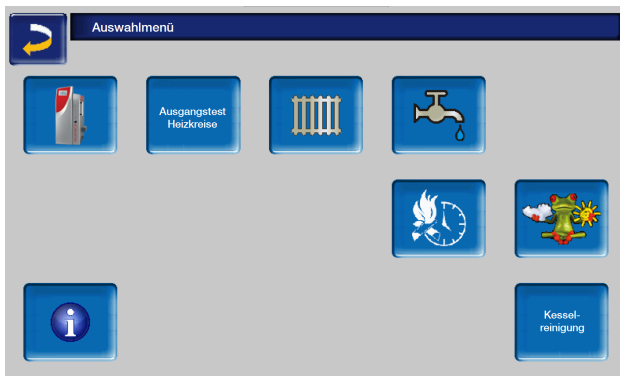 Auswahlmenü
Ausgangstest
Heizkreise
Kessel-
reinigung